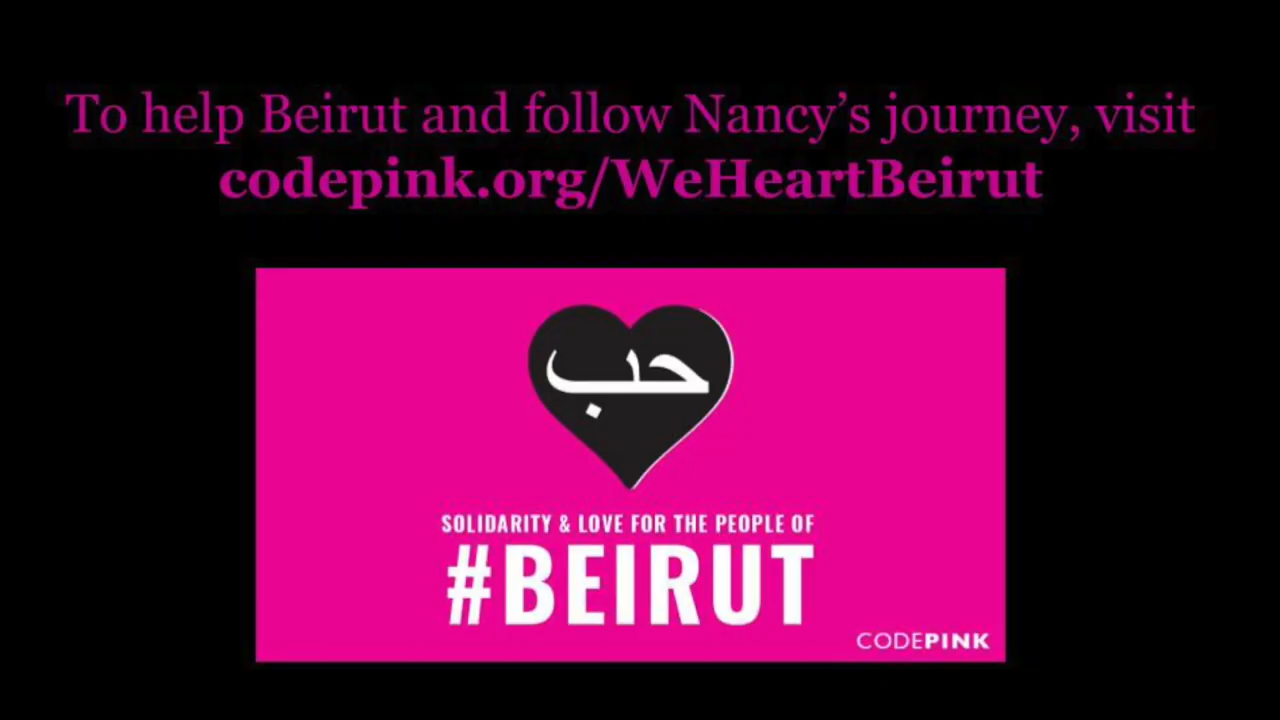 To help Beirut and follow Nancy’s journey, visit
codepink.org/WeHeartBeirut
حب
SOLIDARITY & LOVE FOR THE PEOPLE OF
#BEIRUT
CODEPINK